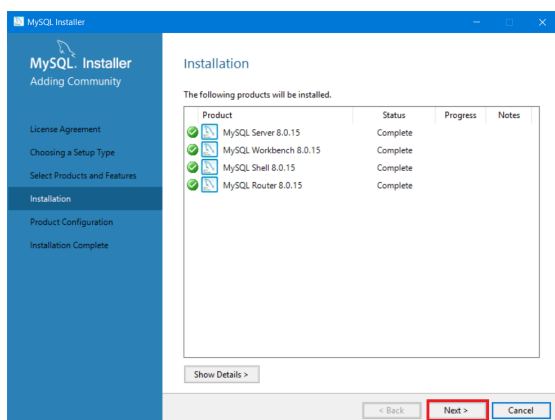 MySQL Installer
MySQL. Installer
Adding Community
License Agreement
Choosing a Setup Type
Select Products and Features
Installation
Product Configuration
Installation Complete
Installation
The following products will be installed.
Product Status Progress Notes
MySQL Server 8.0.15 Complete
MySQL Workbench 8.0.15 Complete
MySQL Shell 8.0.15 Complete
MySQL Router 8.0.15 Complete
Show Details >
< Back Next > Cancel